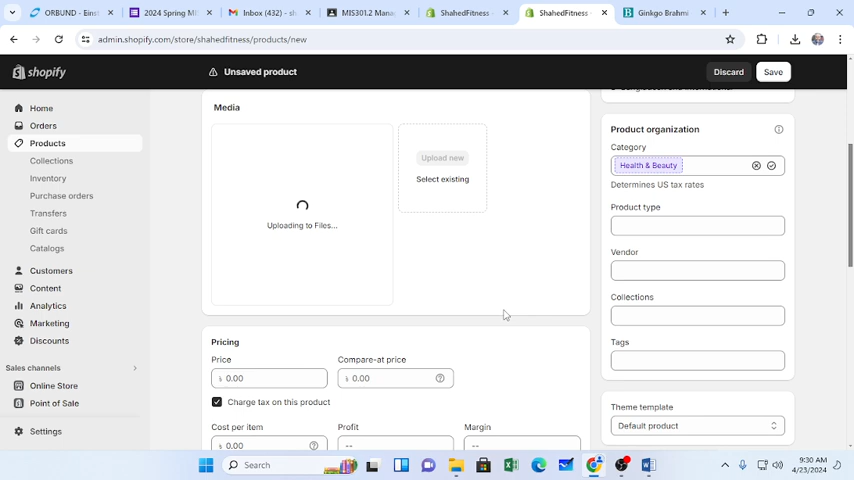 ORBUND - Eins
2024 Spring MI
Inbox (432) - sh
MIS301.2 Mana
ShahedFitness -
ShahedFitness -
Ginkgo Brahmi
admin.shopify.com/store/shahedfitness/products/new
shopify
Unsaved product
Discard
Save
Home
Orders
Products
Collections
Inventory
Purchase orders
Transfers
Gift cards
Catalogs
Customers
Content
Analytics
Marketing
Discounts
Sales channels
Online Store
Point of Sale
Settings
Media
Uploading to Files...
Upload new
Select existing
Pricing
Price
Compare-at price
৳ 0.00
৳ 0.00
Charge tax on this product
Cost per item
Profit
Margin
৳ 0.00
--
--
Product organization
Category
Health & Beauty
Determines US tax rates
Product type
Vendor
Collections
Tags
Theme template
Default product
Search
9:30 AM
4/23/2024